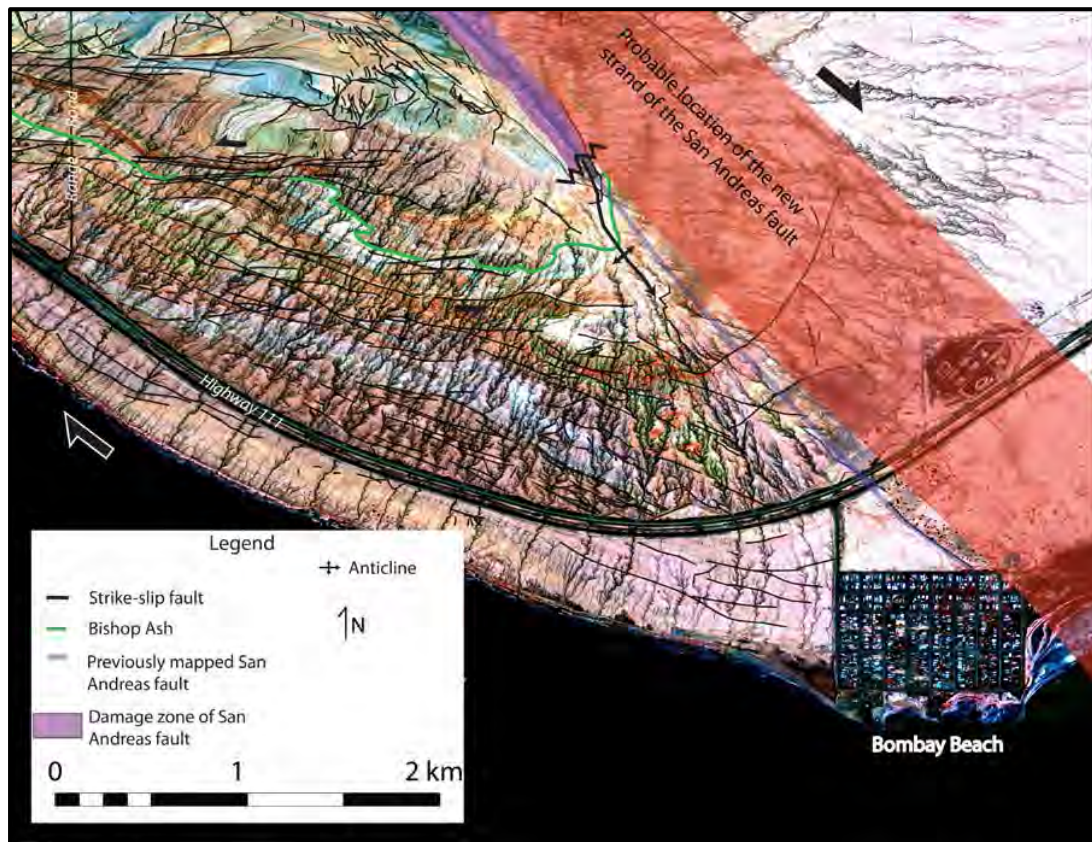 Probable location of the new
strand of the San Andreas fault
Highway 111
Legend
Anticline
Strike-slip fault
N
Bishop Ash
Previously mapped San
Andreas fault
Damage zone of San
Andreas fault
0 1 2 km
Bombay Beach